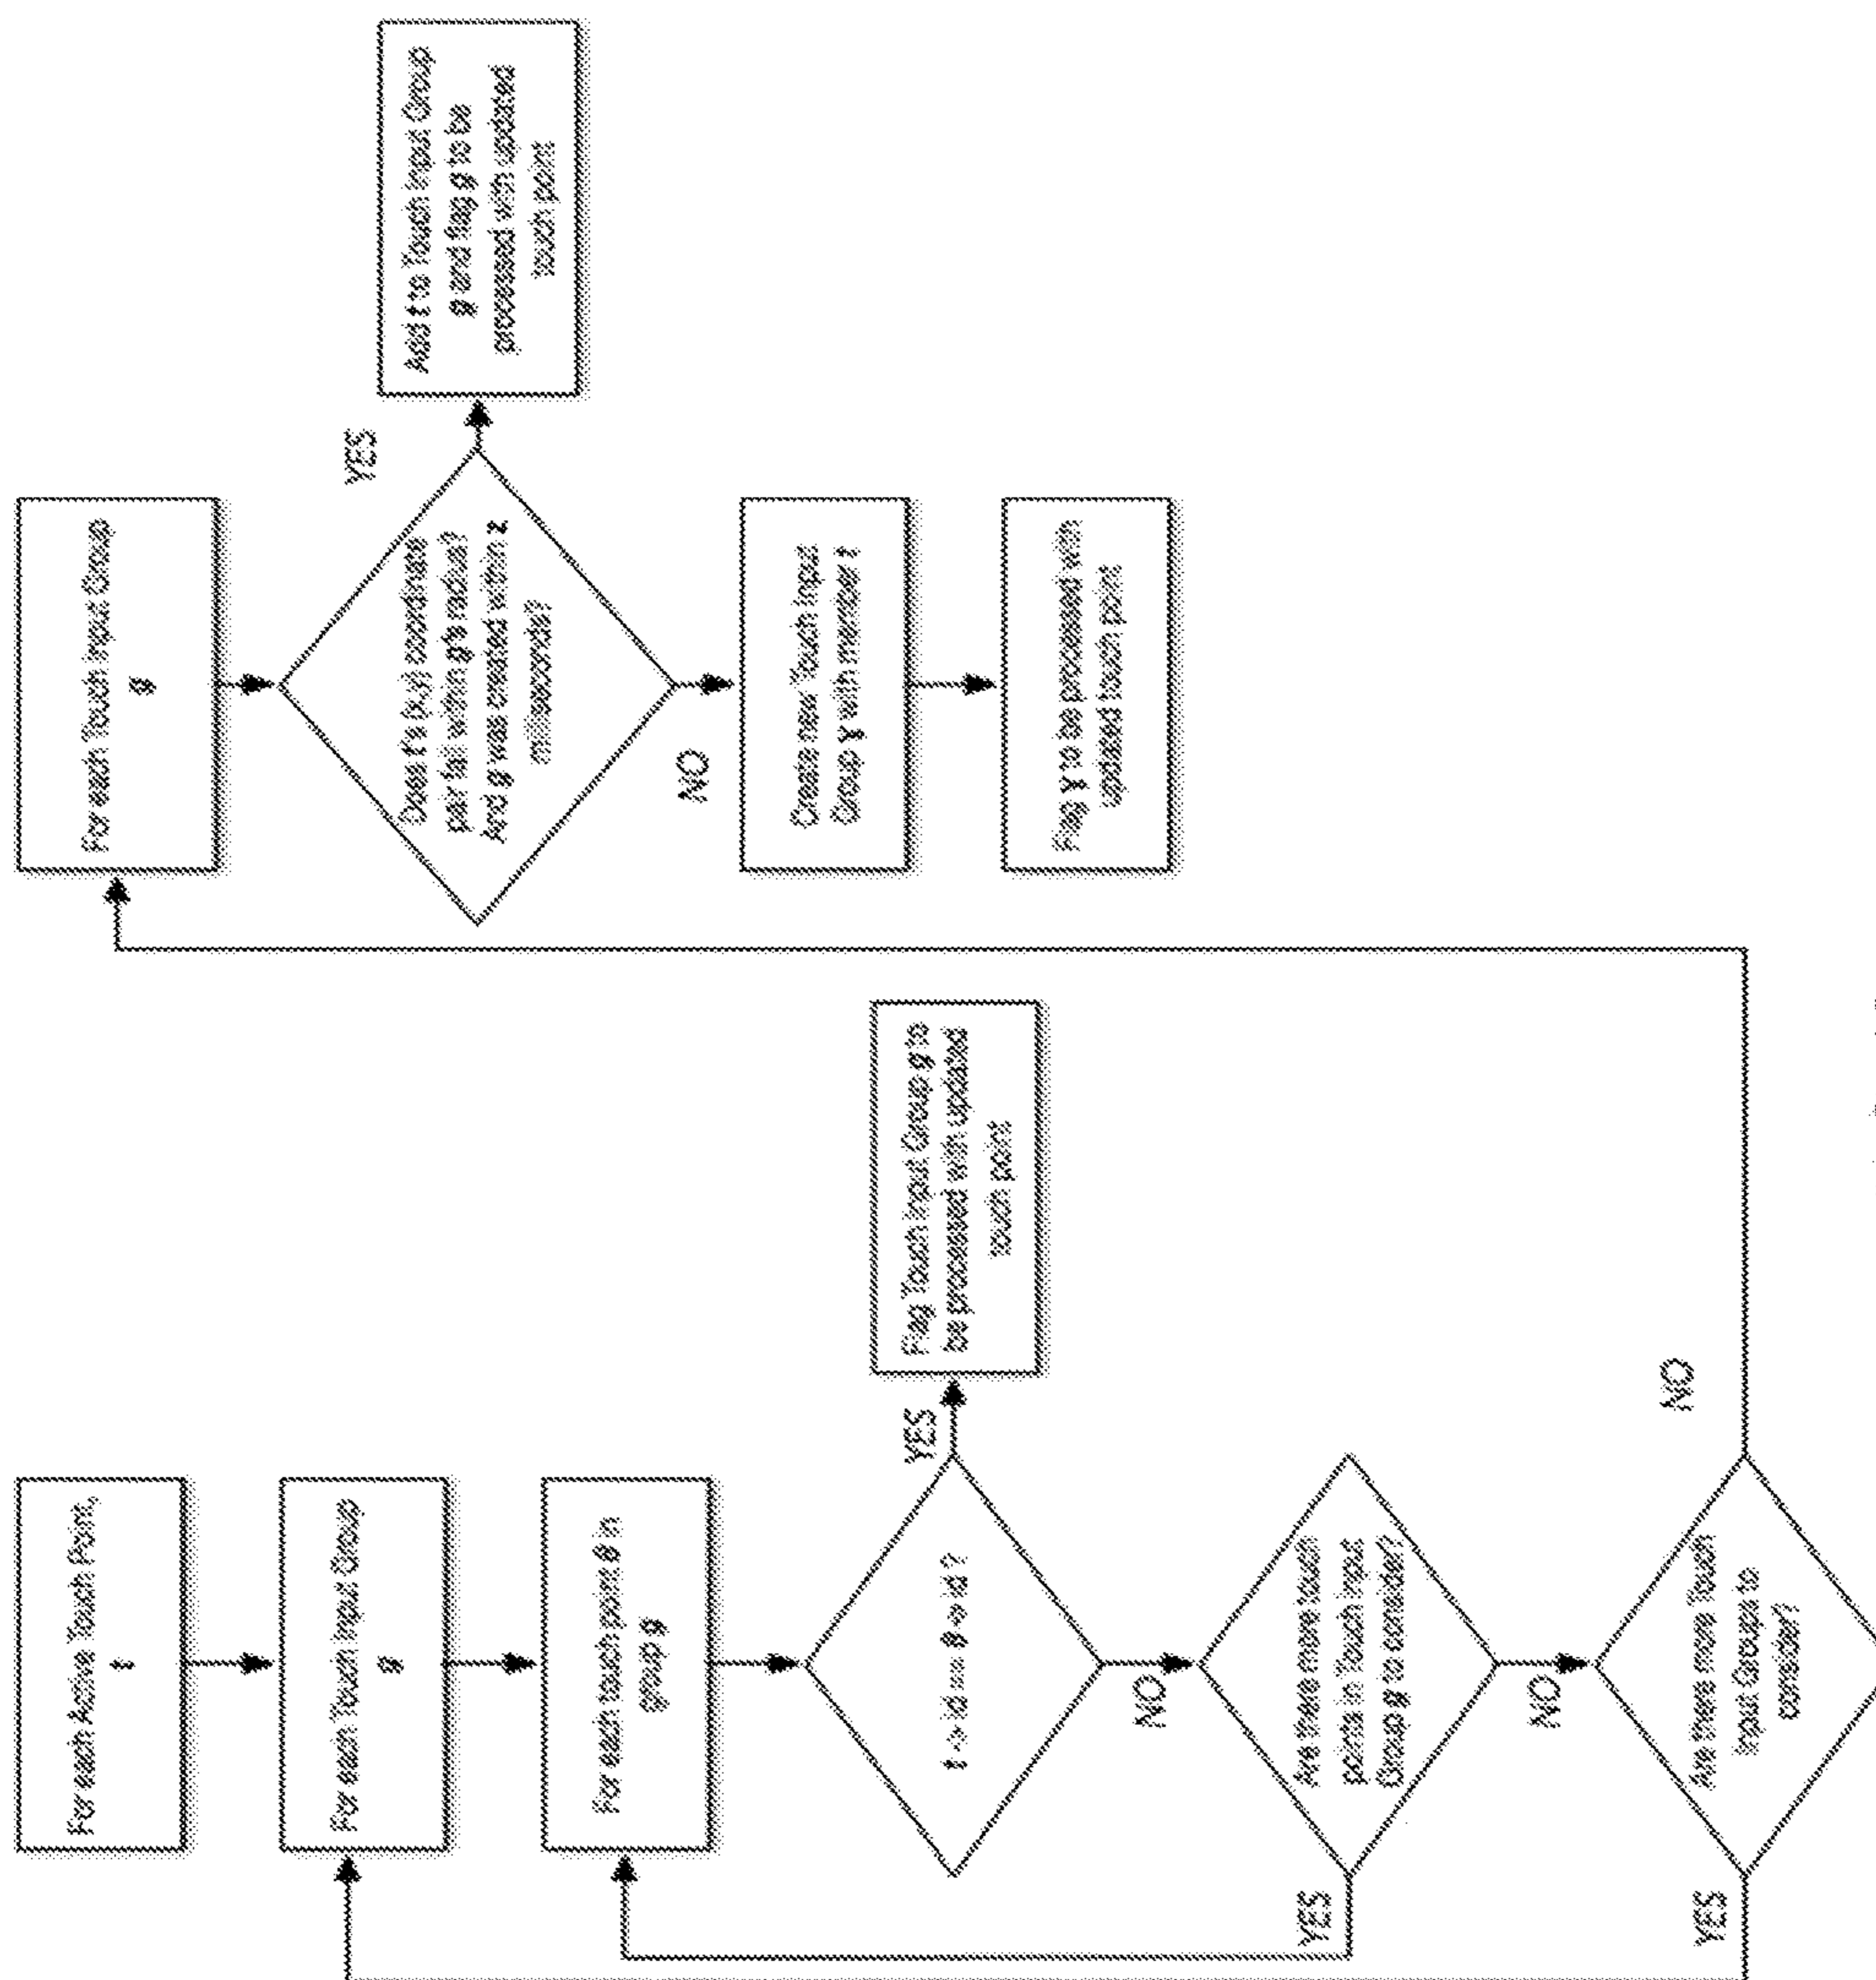 For each Active Touch Point,
t
For each Touch Input Group
g
For each touch point θ in
group g
t -> id == θ -> id ?
YES
Flag Touch Input Group g to
be processed with updated
touch point
NO
Are there more touch
points in Touch Input
Group g to consider?
YES
NO
Are there more Touch
Input Groups to
consider?
YES
NO
For each Touch Input Group
g
Does t's (x,y) coordinate
pair fall within g's radius?
And g was created within z
milliseconds?
YES
Add t to Touch Input Group
g and flag g to be
processed with updated
touch point
NO
Create new Touch Input
Group γ with member t
Flag γ to be processed with
updated touch point